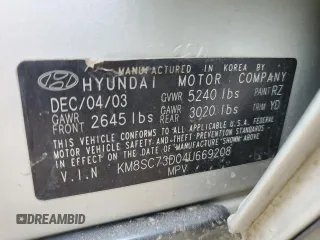 MANUFACTURED IN KOREA BY
HYUNDAI MOTOR COMPANY
DEC/04/03 GVWR 5240 lbs PAINT RZ
GAWR FRONT 2645 lbs GAWR REAR 3020 lbs TRIM YD
THIS VEHICLE CONFORMS TO ALL APPLICABLE U.S.A. FEDERAL
MOTOR VEHICLE SAFETY, BUMPER AND THEFT PREVENTION
STANDARDS IN EFFECT ON THE DATE OF
MANUFACTURE SHOWN ABOVE.
V.I.N KM8SC73D04U669208
MPV
DREAMBID